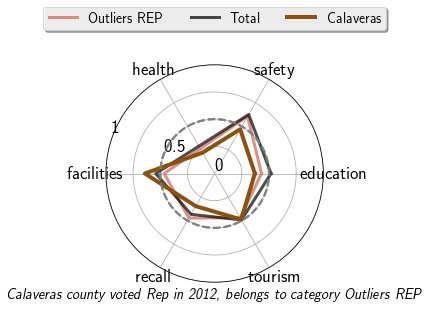 Outliers REP Total Calaveras
health safety
1
0.5
0
facilities education
recall tourism
Calaveras county voted Rep in 2012, belongs to category Outliers REP